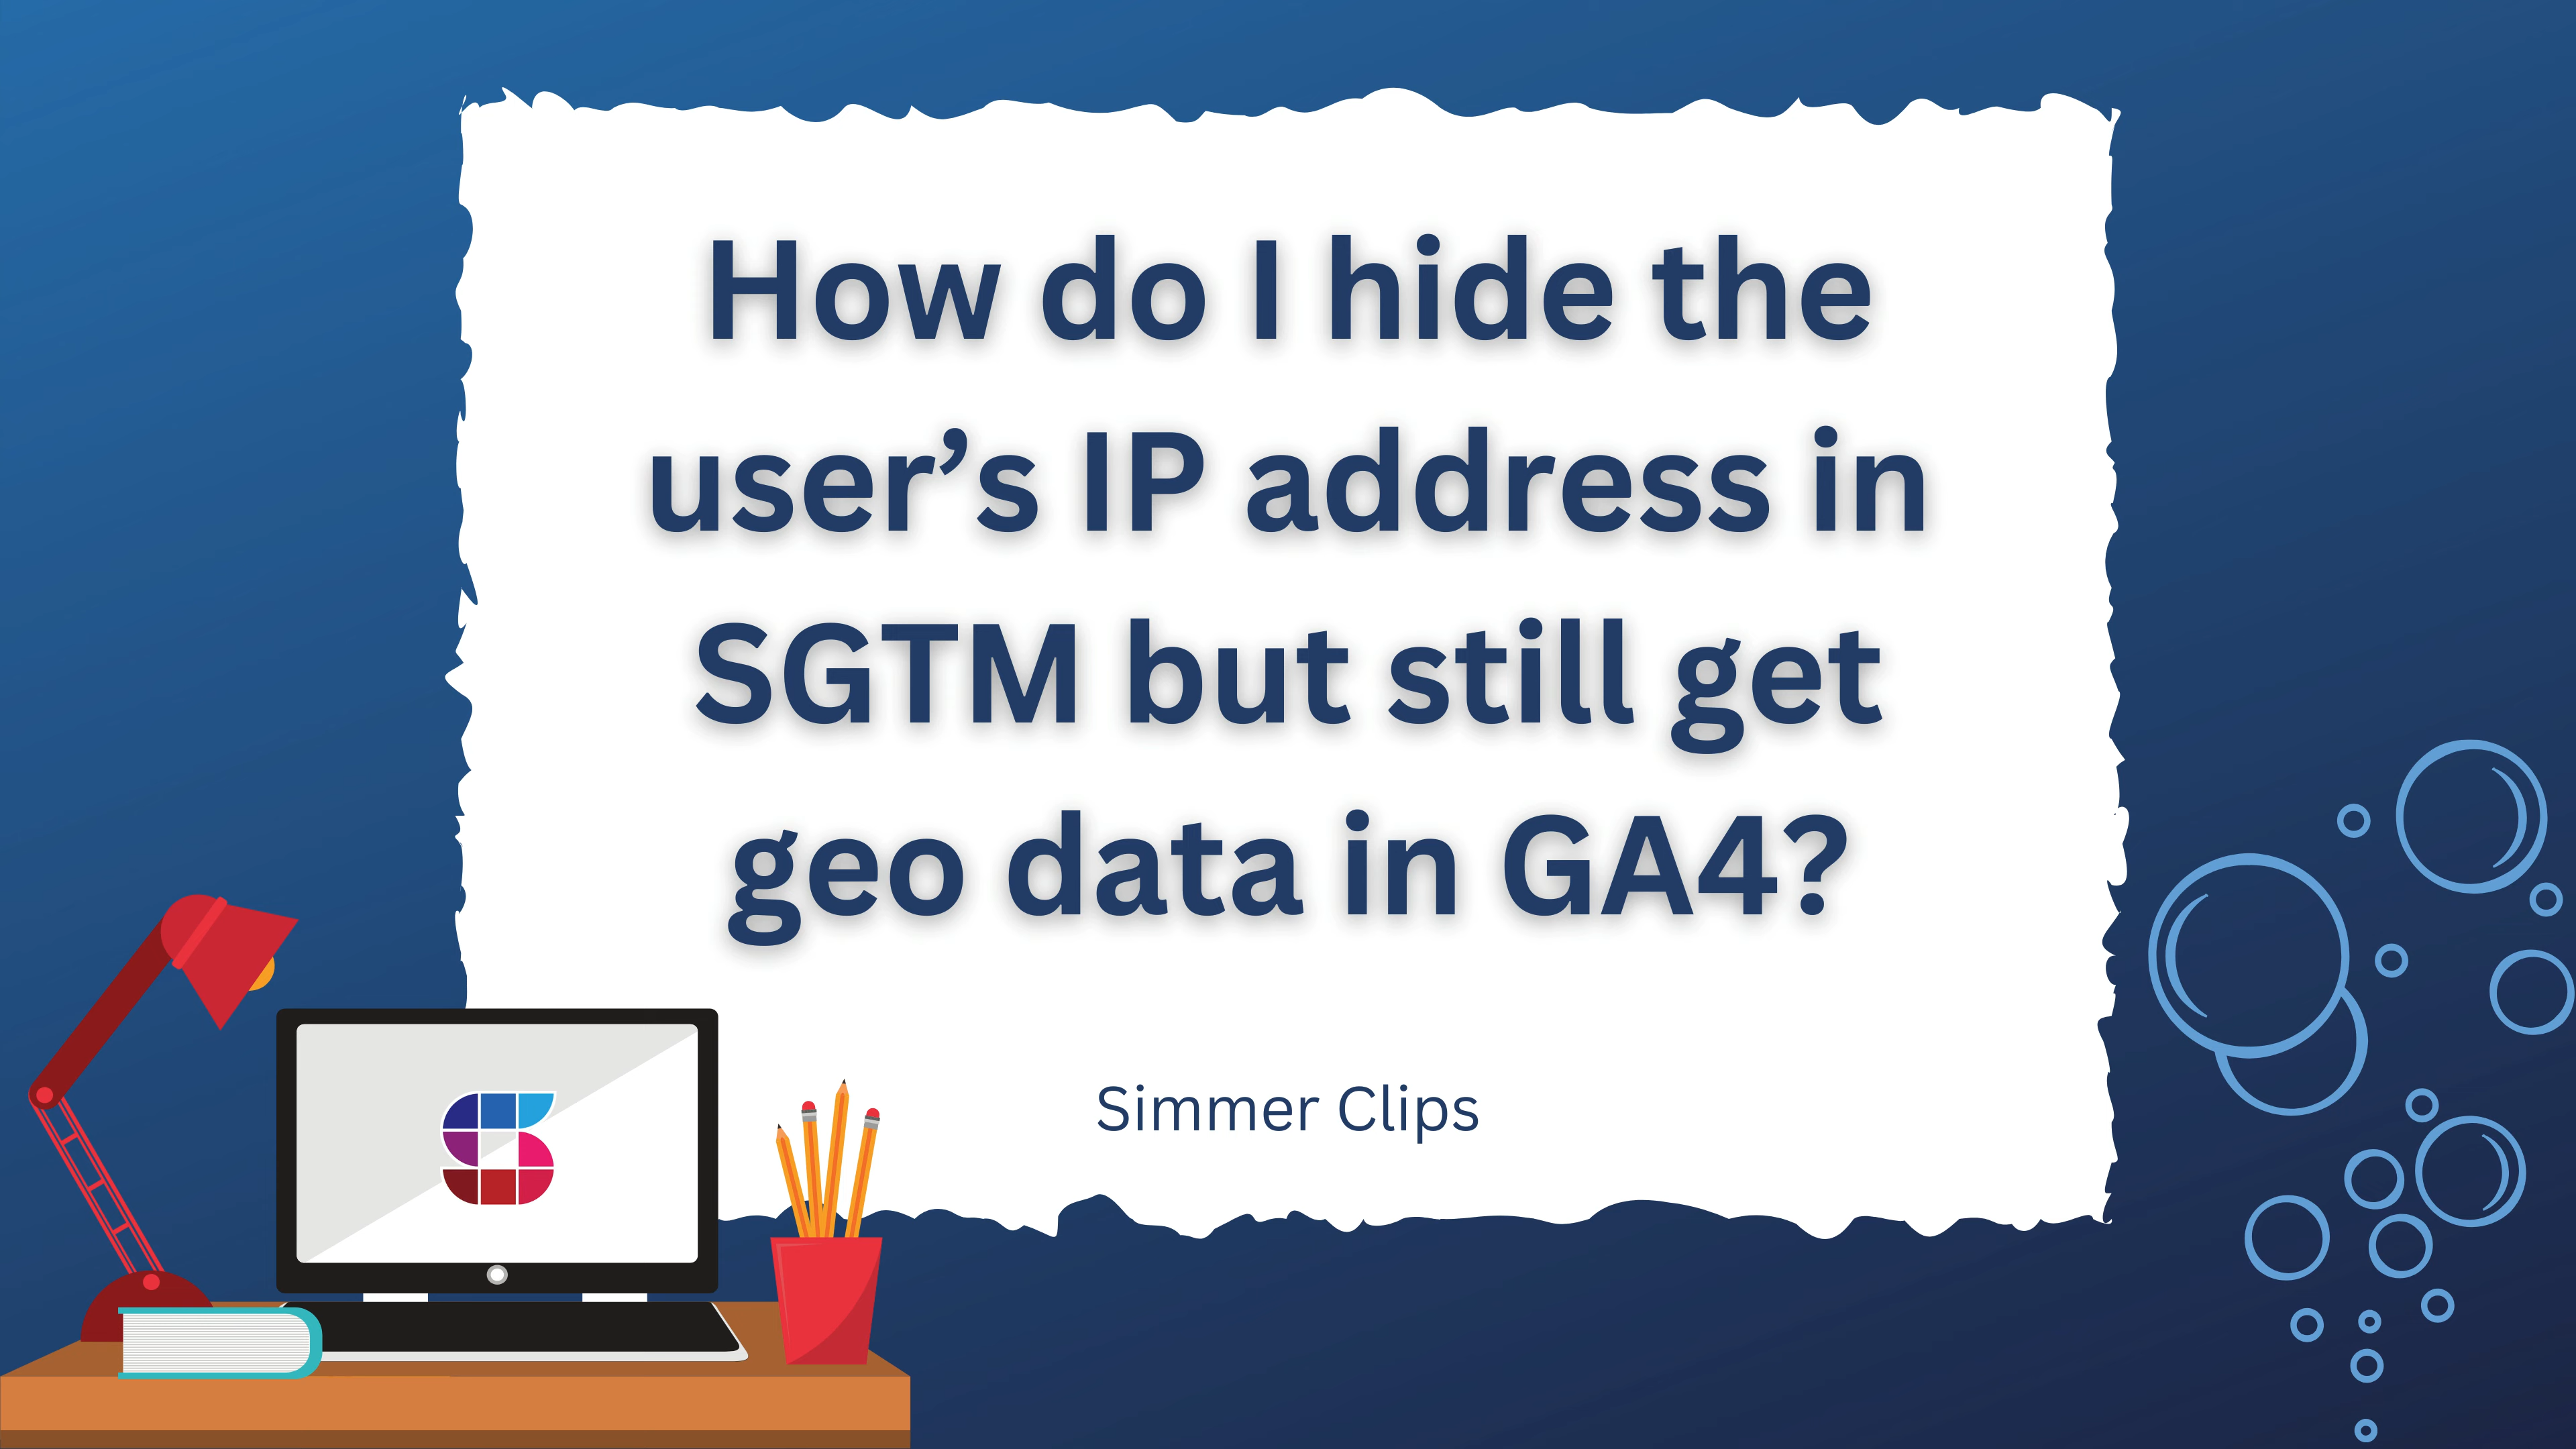 How do I hide the
user’s IP address in
SGTM but still get
geo data in GA4?
Simmer Clips